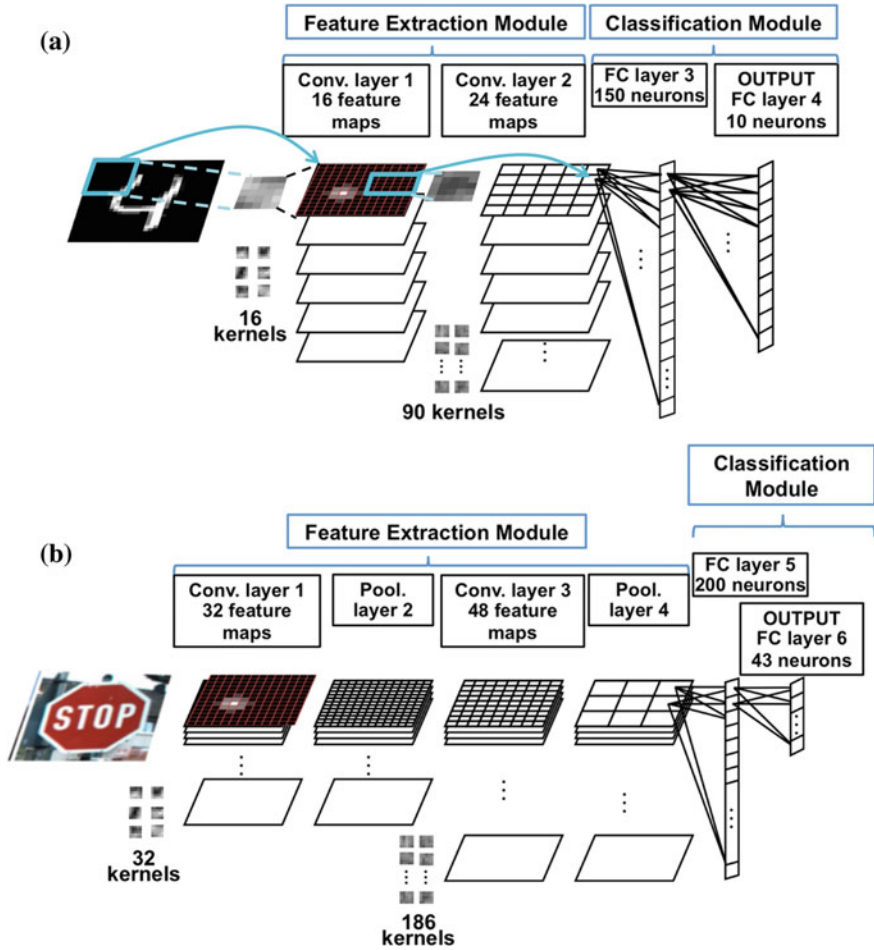 (a)
Feature Extraction Module
Classification Module
Conv. layer 1
16 feature
maps
Conv. layer 2
24 feature
maps
FC layer 3
150 neurons
OUTPUT
FC layer 4
10 neurons
4
16
kernels
90 kernels
(b)
Feature Extraction Module
Classification
Module
Conv. layer 1
32 feature
maps
Pool.
layer 2
Conv. layer 3
48 feature
maps
Pool.
layer 4
FC layer 5
200 neurons
OUTPUT
FC layer 6
43 neurons
STOP
32
kernels
186
kernels